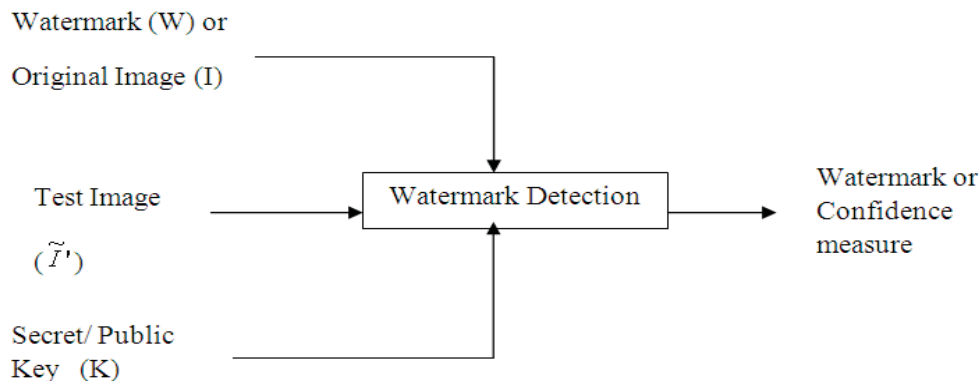 Watermark (W) or
Original Image (I)
Test Image
(Ĩ')
Watermark Detection
Watermark or
Confidence
measure
Secret/ Public
Key (K)